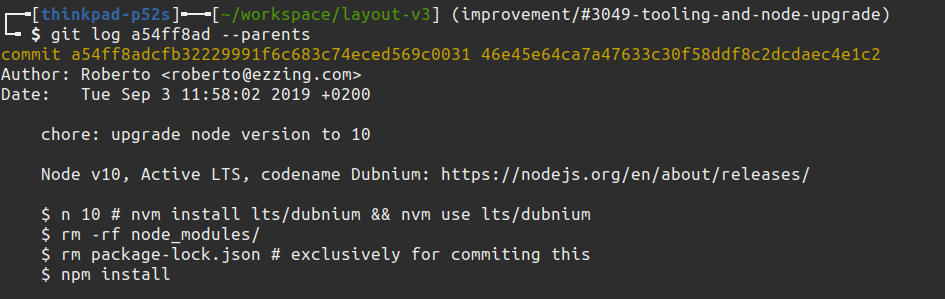 [thinkpad-p52s]——[~/workspace/layout-v3] (improvement/#3049-tooling-and-node-upgrade)
$ git log a54ff8ad --parents
commit a54ff8adcfb32229991f6c683c74eced569c0031 46e45e64ca7a47633c30f58ddf8c2dcdaec4e1c2
Author: Roberto <roberto@ezzing.com>
Date:   Tue Sep 3 11:58:02 2019 +0200
chore: upgrade node version to 10
Node v10, Active LTS, codename Dubnium: https://nodejs.org/en/about/releases/
$ n 10 # nvm install lts/dubnium && nvm use lts/dubnium
$ rm -rf node_modules/
$ rm package-lock.json # exclusively for commiting this
$ npm install